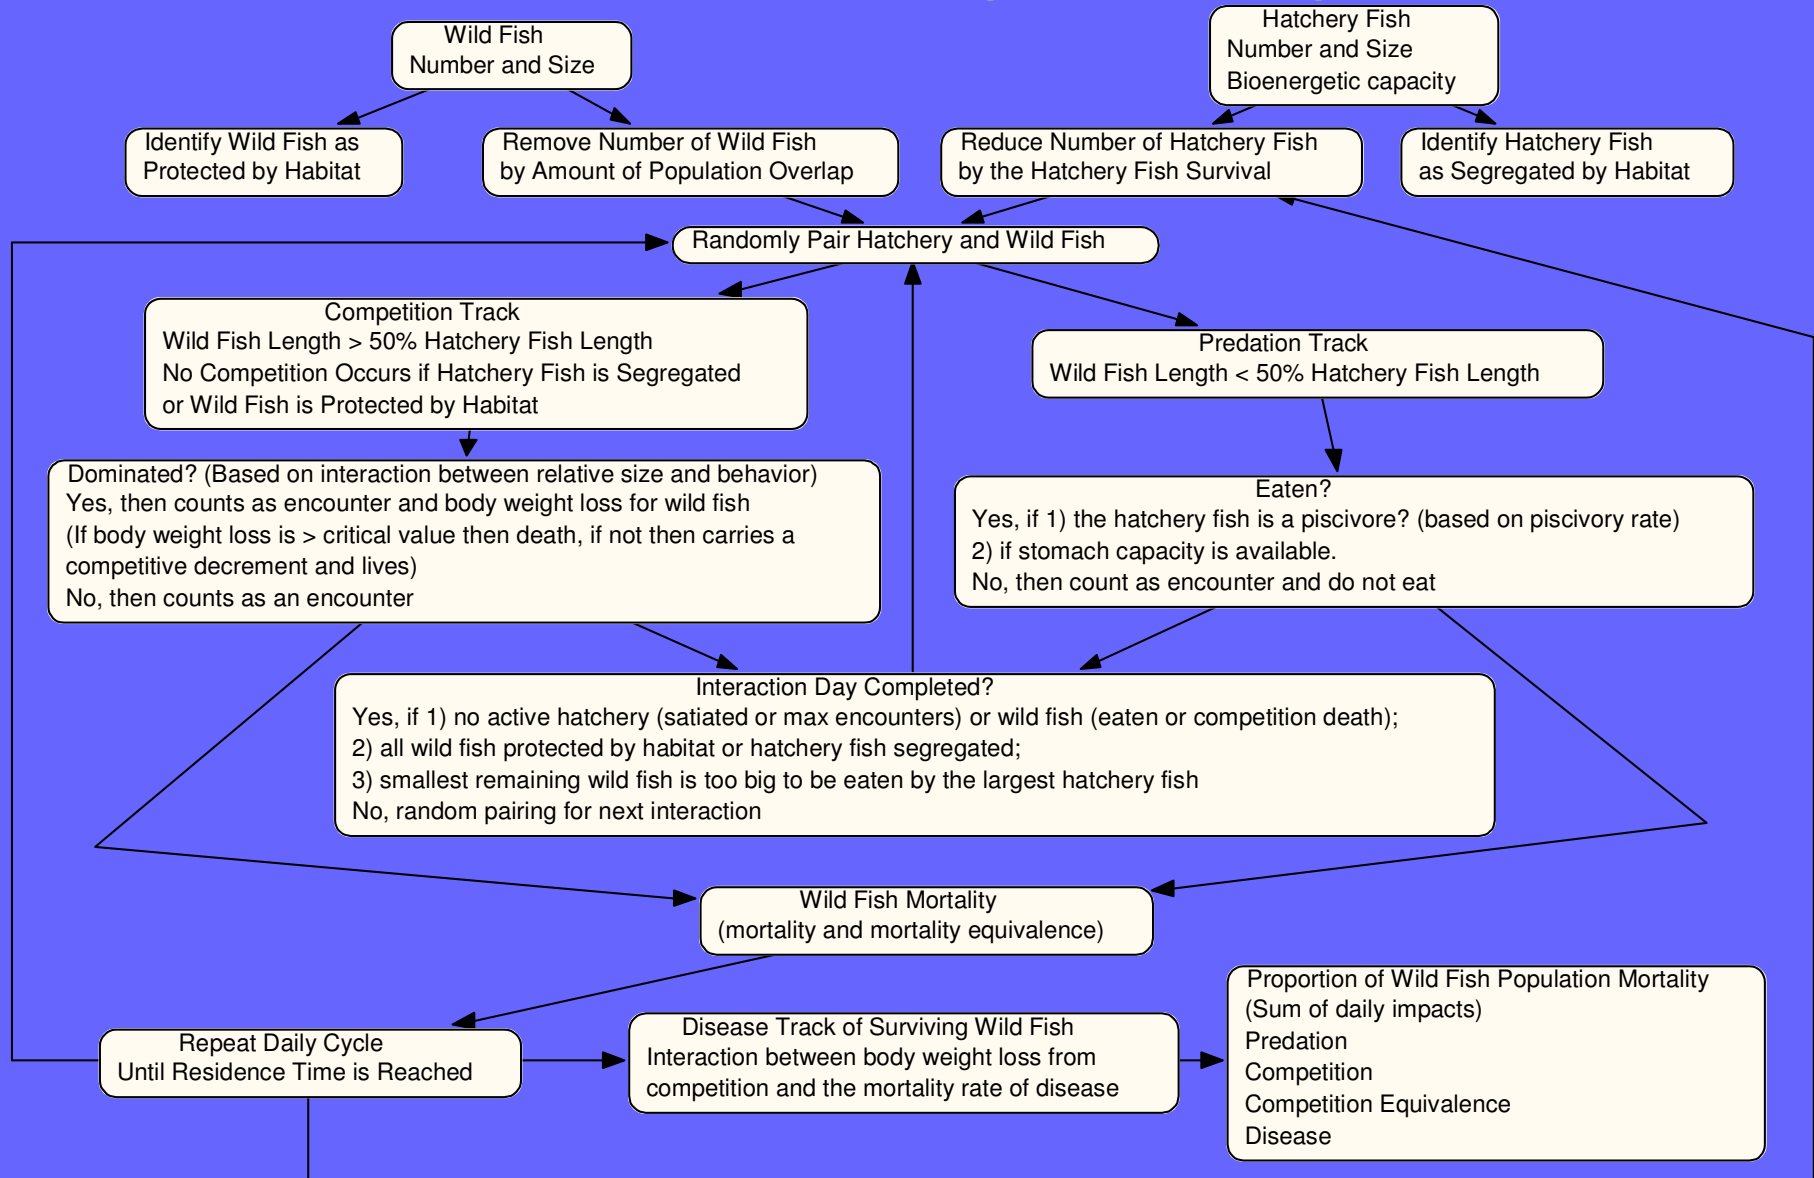 Wild Fish
Number and Size
Hatchery Fish
Number and Size
Bioenergetic capacity
Identify Wild Fish as
Protected by Habitat
Remove Number of Wild Fish
by Amount of Population Overlap
Reduce Number of Hatchery Fish
by the Hatchery Fish Survival
Identify Hatchery Fish
as Segregated by Habitat
Randomly Pair Hatchery and Wild Fish
Competition Track
Wild Fish Length > 50% Hatchery Fish Length
No Competition Occurs if Hatchery Fish is Segregated
or Wild Fish is Protected by Habitat
Predation Track
Wild Fish Length < 50% Hatchery Fish Length
Dominated? (Based on interaction between relative size and behavior)
Yes, then counts as encounter and body weight loss for wild fish
(If body weight loss is > critical value then death, if not then carries a
competitive decrement and lives)
No, then counts as an encounter
Eaten?
Yes, if 1) the hatchery fish is a piscivore? (based on piscivory rate)
2) if stomach capacity is available.
No, then count as encounter and do not eat
Interaction Day Completed?
Yes, if 1) no active hatchery (satiated or max encounters) or wild fish (eaten or competition death);
2) all wild fish protected by habitat or hatchery fish segregated;
3) smallest remaining wild fish is too big to be eaten by the largest hatchery fish
No, random pairing for next interaction
Wild Fish Mortality
(mortality and mortality equivalence)
Repeat Daily Cycle
Until Residence Time is Reached
Disease Track of Surviving Wild Fish
Interaction between body weight loss from
competition and the mortality rate of disease
Proportion of Wild Fish Population Mortality
(Sum of daily impacts)
Predation
Competition
Competition Equivalence
Disease